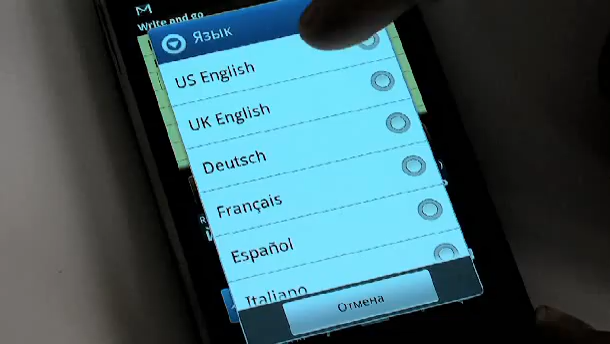 Write and go
Язык
US English
UK English
Deutsch
Français
Español
Italiano
Отмена